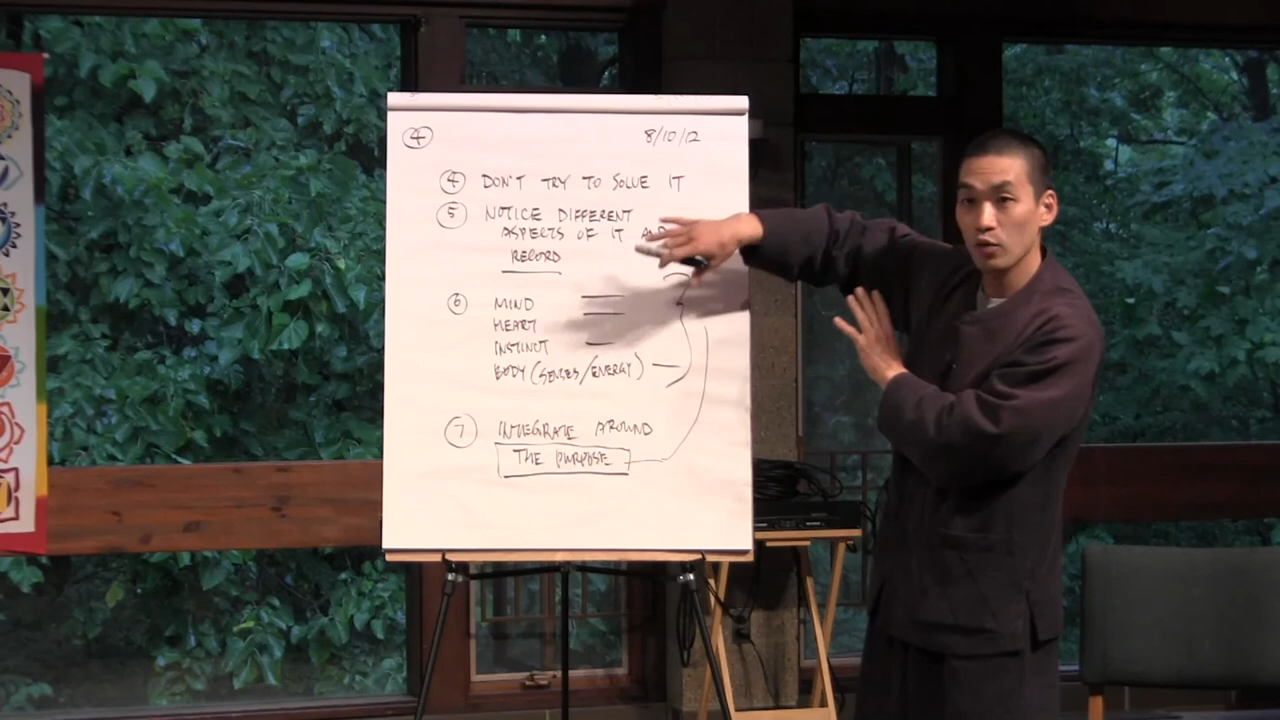 ④ 8/10/12
④ DON'T TRY TO SOLVE IT
⑤ NOTICE DIFFERENT
ASPECTS OF IT AND
RECORD
⑥ MIND
HEART
INSTINCT
BODY (SENSES/ENERGY)
⑦ INTEGRATE AROUND
THE PURPOSE